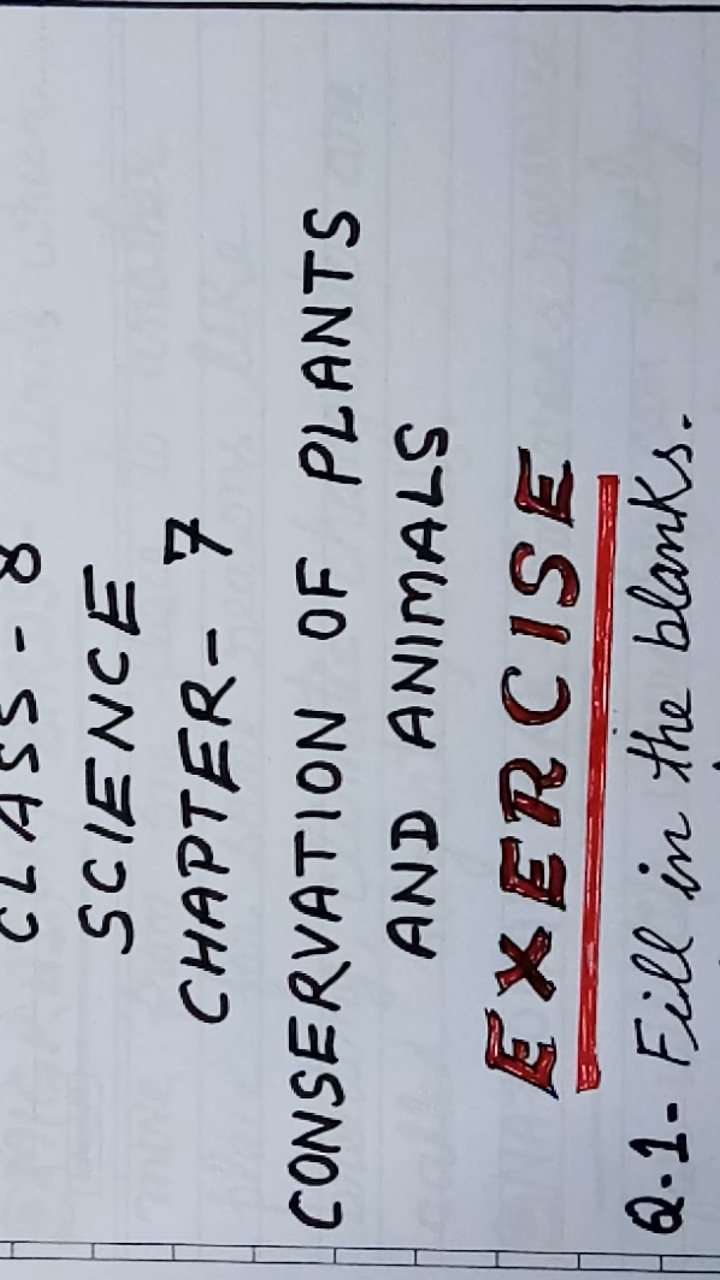 CLASS - 8
SCIENCE
CHAPTER- 7
CONSERVATION OF PLANTS
AND ANIMALS
EXERCISE
Q.1- Fill in the blanks.